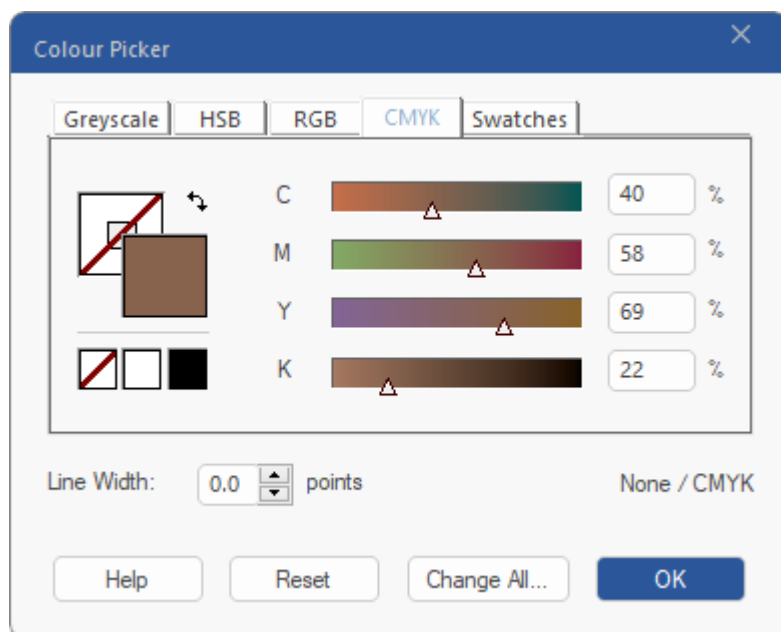 Colour Picker
Greyscale HSB RGB CMYK Swatches
C 40 %
M 58 %
Y 69 %
K 22 %
Line Width: 0.0 points None / CMYK
Help Reset Change All... OK